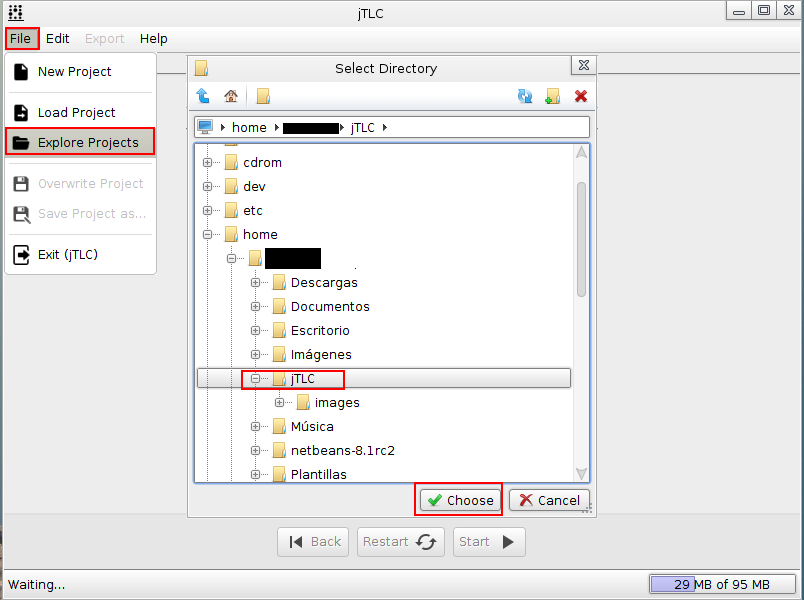 jTLC
File Edit Export Help
New Project
Load Project
Explore Projects
Overwrite Project
Save Project as...
Exit (jTLC)
Select Directory
home jTLC
cdrom
dev
etc
home
Descargas
Documentos
Escritorio
Imágenes
jTLC
images
Música
netbeans-8.1rc2
Plantillas
Choose Cancel
Back Restart Start
Waiting...
29 MB of 95 MB